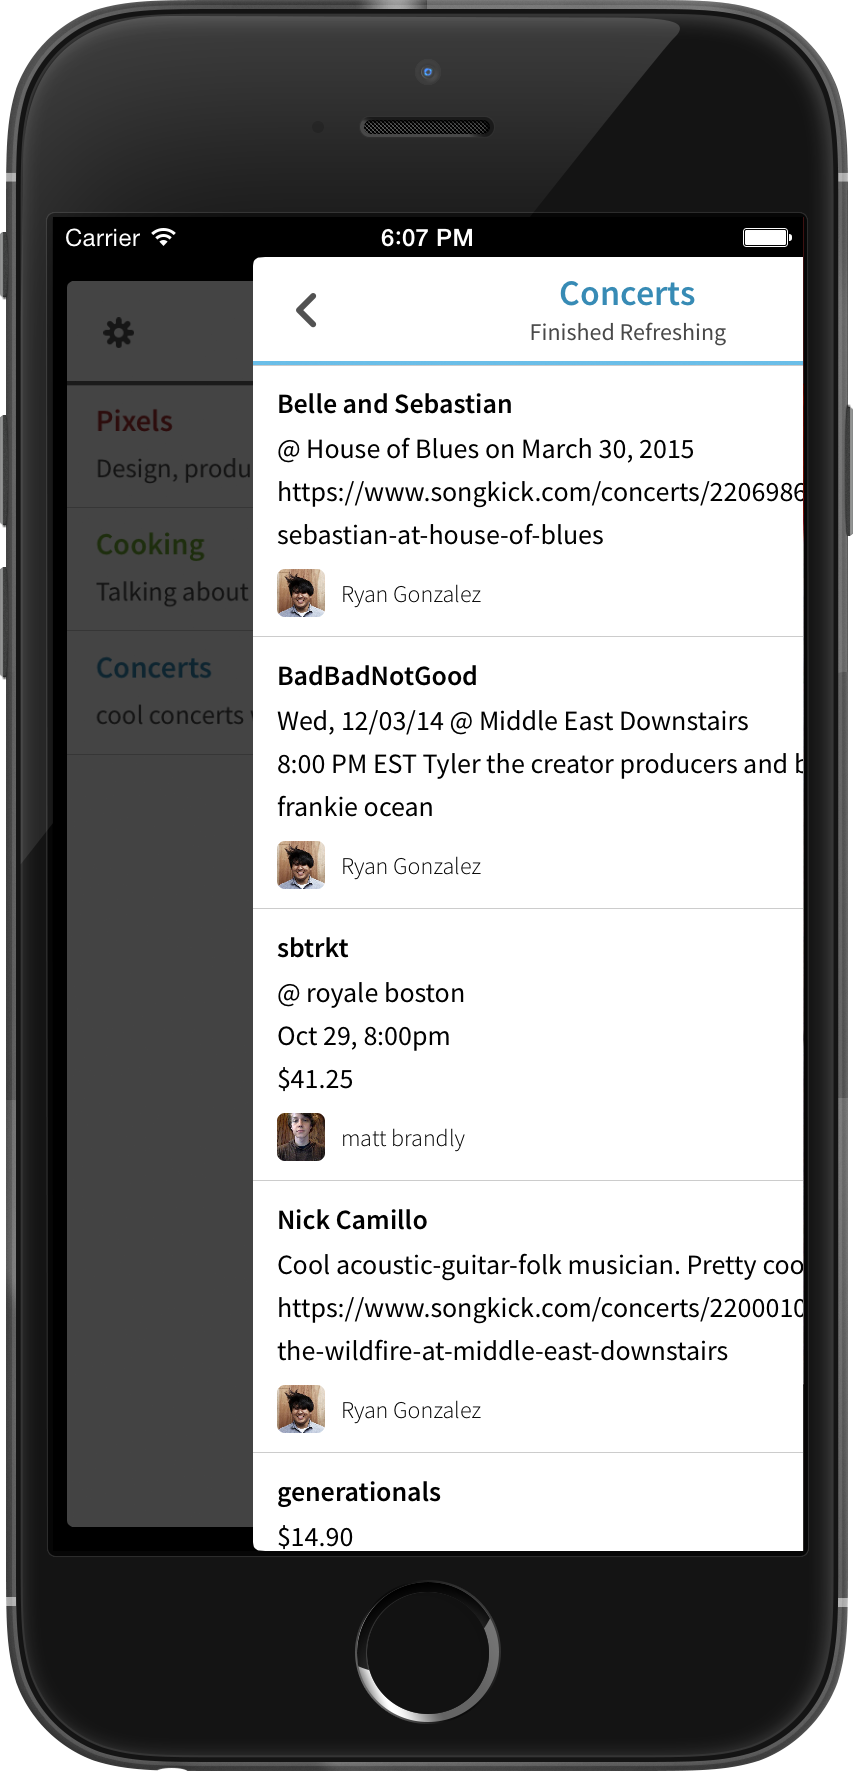 Carrier
6:07 PM
Pixels
Design, produ
Cooking
Talking about
Concerts
cool concerts
Concerts
Finished Refreshing
Belle and Sebastian
@ House of Blues on March 30, 2015
https://www.songkick.com/concerts/2206986
sebastian-at-house-of-blues
Ryan Gonzalez
BadBadNotGood
Wed, 12/03/14 @ Middle East Downstairs
8:00 PM EST Tyler the creator producers and b
frankie ocean
Ryan Gonzalez
sbtrkt
@ royale boston
Oct 29, 8:00pm
$41.25
matt brandly
Nick Camillo
Cool acoustic-guitar-folk musician. Pretty coo
https://www.songkick.com/concerts/2200010
the-wildfire-at-middle-east-downstairs
Ryan Gonzalez
generationals
$14.90